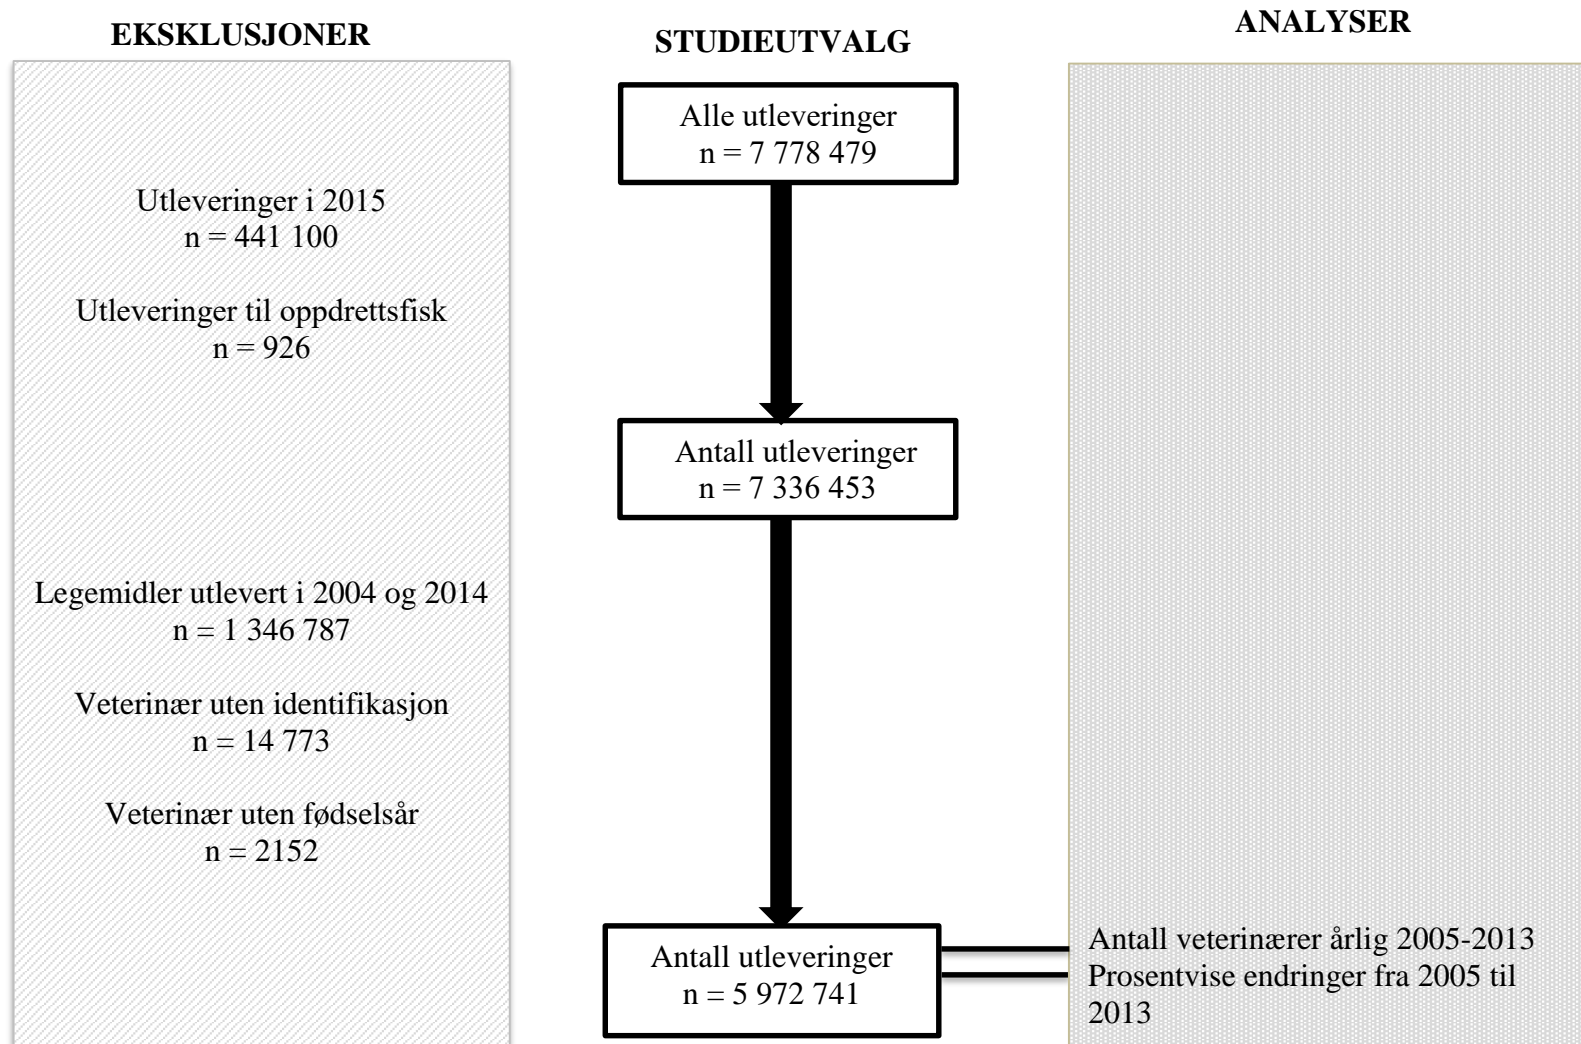 EKSKLUSJONER
STUDIEUTVALG
ANALYSER
Alle utleveringer
n = 7 778 479
Utleveringer i 2015
n = 441 100
Utleveringer til oppdrettsfisk
n = 926
Antall utleveringer
n = 7 336 453
Legemidler utlevert i 2004 og 2014
n = 1 346 787
Veterinær uten identifikasjon
n = 14 773
Veterinær uten fødselsår
n = 2152
Antall utleveringer
n = 5 972 741
Antall veterinærer årlig 2005-2013
Prosentvise endringer fra 2005 til
2013